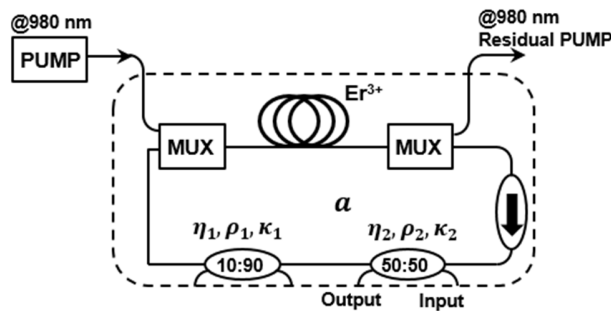 @980 nm
PUMP
@980 nm
Residual PUMP
Er³⁺
MUX
MUX
a
η₁, ρ₁, κ₁
η₂, ρ₂, κ₂
10:90
50:50
Output
Input